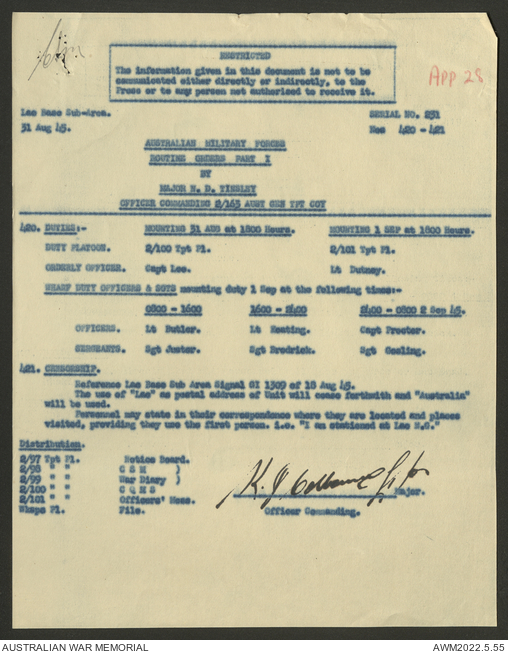 RESTRICTED
The information given in this document is not to be
communicated either directly or indirectly, to the
Press or to any person not authorised to receive it.
APP 28
Lae Base Sub-Area. SERIAL NO. 231
31 Aug 45. Nos 420 - 421
AUSTRALIAN MILITARY FORCES
ROUTINE ORDERS PART I
BY
MAJOR H. D. TINSLEY
OFFICER COMMANDING 2/163 AUST GEN TPT COY
420. DUTIES:- MOUNTING 31 AUG at 1800 Hours. MOUNTING 1 SEP at 1800 Hours.
DUTY PLATOON. 2/100 Tpt Pl. 2/101 Tpt Pl.
ORDERLY OFFICER. Capt Lee. Lt
WHARF DUTY OFFICERS & SGTS mounting duty 1 Sep at the following times:-
0800 - 1600 1600 - 2400 2400 - 0800 2 Sep 45.
OFFICERS. Lt Butler. Lt Keating. Capt Procter.
SERGEANTS. Sgt Juster. Sgt Brodrick. Sgt Gosling.
421. CENSORSHIP.
Reference Lae Base Sub Area Signal GI 1309 of 18 Aug 45.
The use of "Lae" as postal address of Unit will cease forthwith and "Australia"
will be used.
Personnel may state in their correspondence where they are located and places
visited, providing they use the first person. i.e. "I am stationed at Lae N.G."
Distribution.
2/97 Tpt Pl. Notice Board.
2/98 " " C S M )
2/99 " " War Diary )
2/100 " " C Q M S
2/101 " " Officers' Mess.
Wksps Pl. File.
Major.
Officer Commanding.
AUSTRALIAN WAR MEMORIAL AWM2022.5.55